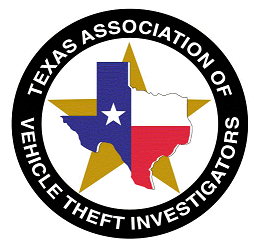 TEXAS ASSOCIATION OF
VEHICLE THEFT INVESTIGATORS